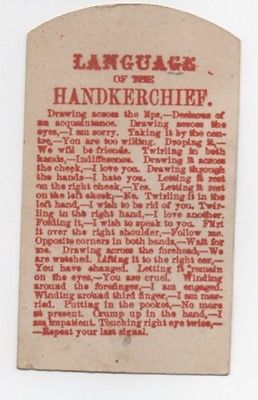 LANGUAGE
OF THE
HANDKERCHIEF.
Drawing across the lips,—Desirous of
an acquaintance. Drawing across the
eyes,—I am sorry. Taking it by the cen-
tre,—You are too willing. Droping it,—
We will be friends. Twirling in both
hands,—Indifference. Drawing it across
the cheek,—I love you. Drawing through
the hands—I hate you. Letting it rest
on the right cheek,—Yes. Letting it rest
on the left cheek,—No. Twirling it in the
left hand,—I wish to be rid of you. Twir-
ling in the right hand,—I love another.
Folding it,—I wish to speak to you. Flirt
it over the right shoulder,—Follow me.
Opposite corners in both hands,—Wait for
me. Drawing across the forehead,—We
are watched. Lifting it to the right ear,—
You have changed. Letting it remain
on the eyes,—You are cruel. Winding
around the forefinger,—I am engaged.
Winding around third finger,—I am mar-
ried. Putting in the pocket,—No more
at present. Crump up in the hand,—I
am impatient. Touching right eye twice,—
—Repeat your last signal.